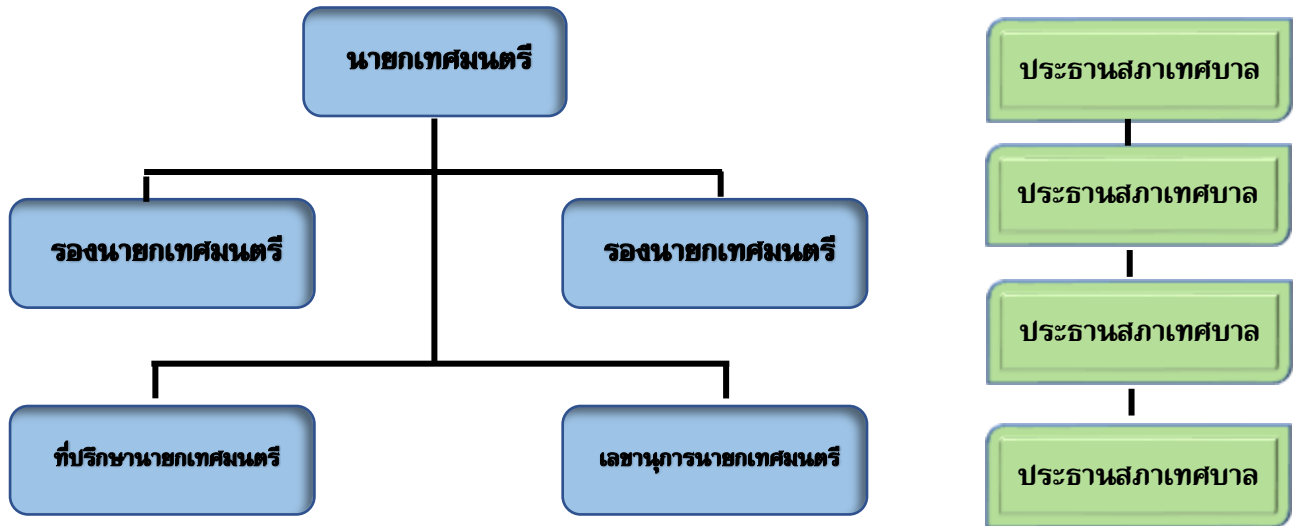 นายกเทศมนตรี
รองนายกเทศมนตรี
รองนายกเทศมนตรี
ที่ปรึกษานายกเทศมนตรี
เลขานุการนายกเทศมนตรี
ประธานสภาเทศบาล
ประธานสภาเทศบาล
ประธานสภาเทศบาล
ประธานสภาเทศบาล